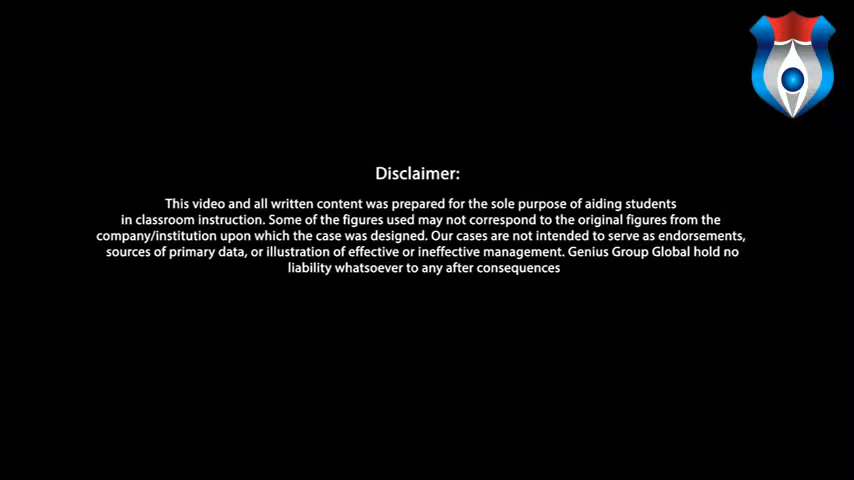 Disclaimer:
This video and all written content was prepared for the sole purpose of aiding students
in classroom instruction. Some of the figures used may not correspond to the original figures from the
company/institution upon which the case was designed. Our cases are not intended to serve as endorsements,
sources of primary data, or illustration of effective or ineffective management. Genius Group Global hold no
liability whatsoever to any after consequences